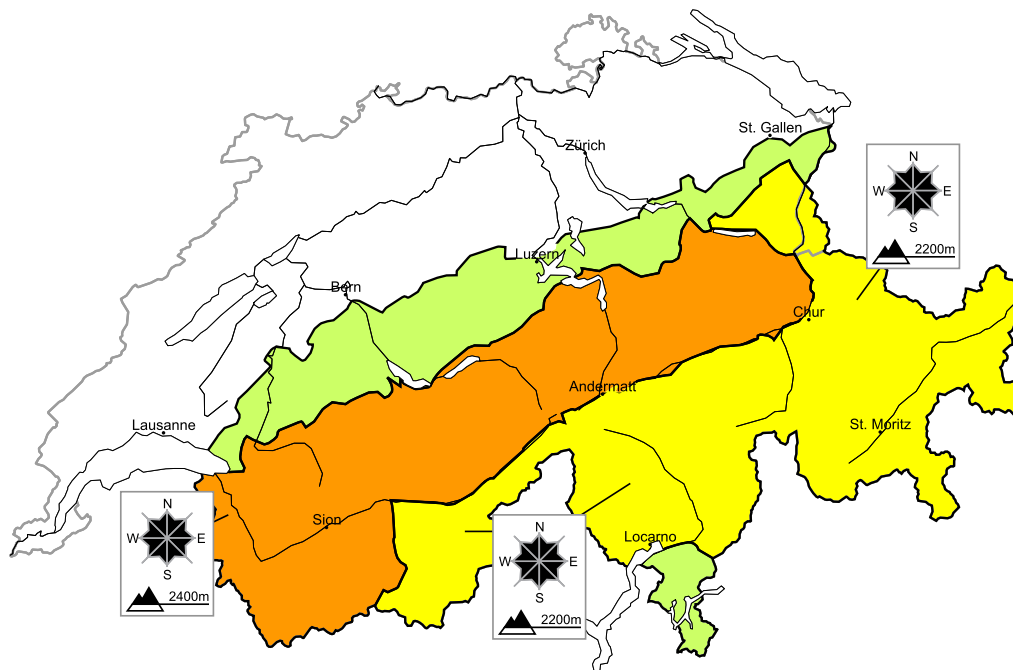 St. Gallen
Zürich
N
W E
S
2200m
Luzern
Bern
Chur
Andermatt
Lausanne
St. Moritz
N
W E
S
2400m
Sion
N
W E
S
2200m
Locarno